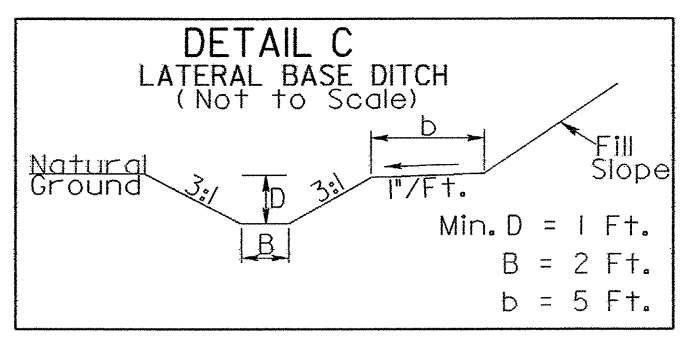 DETAIL C
LATERAL BASE DITCH
(Not to Scale)
b
Natural
Ground
3:1
D
3:1
1"/Ft.
Fill
Slope
B
Min. D = 1 Ft.
B = 2 Ft.
b = 5 Ft.